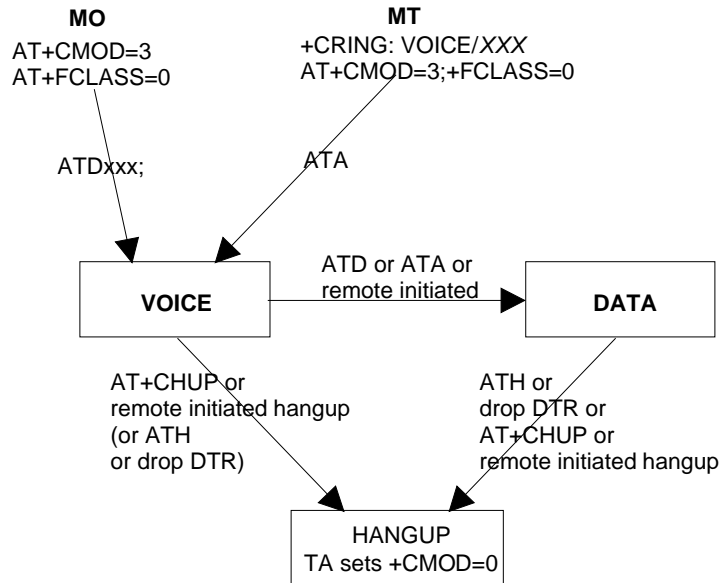 MO
AT+CMOD=3
AT+FCLASS=0
MT
+CRING: VOICE/XXX
AT+CMOD=3;+FCLASS=0
ATDxxx;
ATA
VOICE
ATD or ATA or
remote initiated
DATA
AT+CHUP or
remote initiated hangup
(or ATH
or drop DTR)
ATH or
drop DTR or
AT+CHUP or
remote initiated hangup
HANGUP
TA sets +CMOD=0